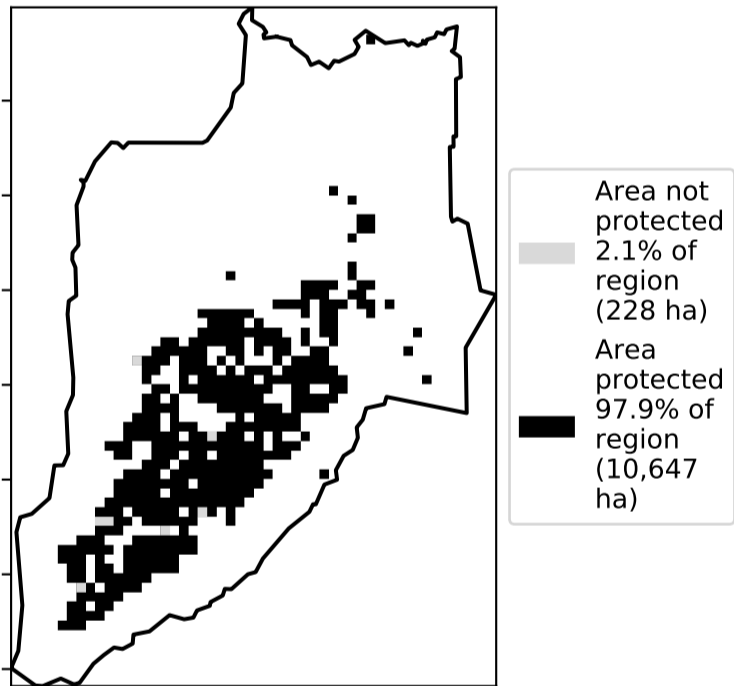 Area not
protected
2.1% of
region
(228 ha)
Area
protected
97.9% of
region
(10,647
ha)